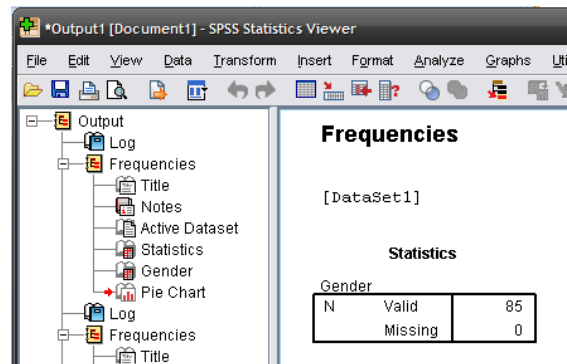 *Output1 [Document1] - SPSS Statistics Viewer
File Edit View Data Transform Insert Format Analyze Graphs
Output
Log
Frequencies
Title
Notes
Active Dataset
Statistics
Gender
Pie Chart
Log
Frequencies
Title
Frequencies
[DataSet1]
Statistics
Gender
N Valid 85
Missing 0